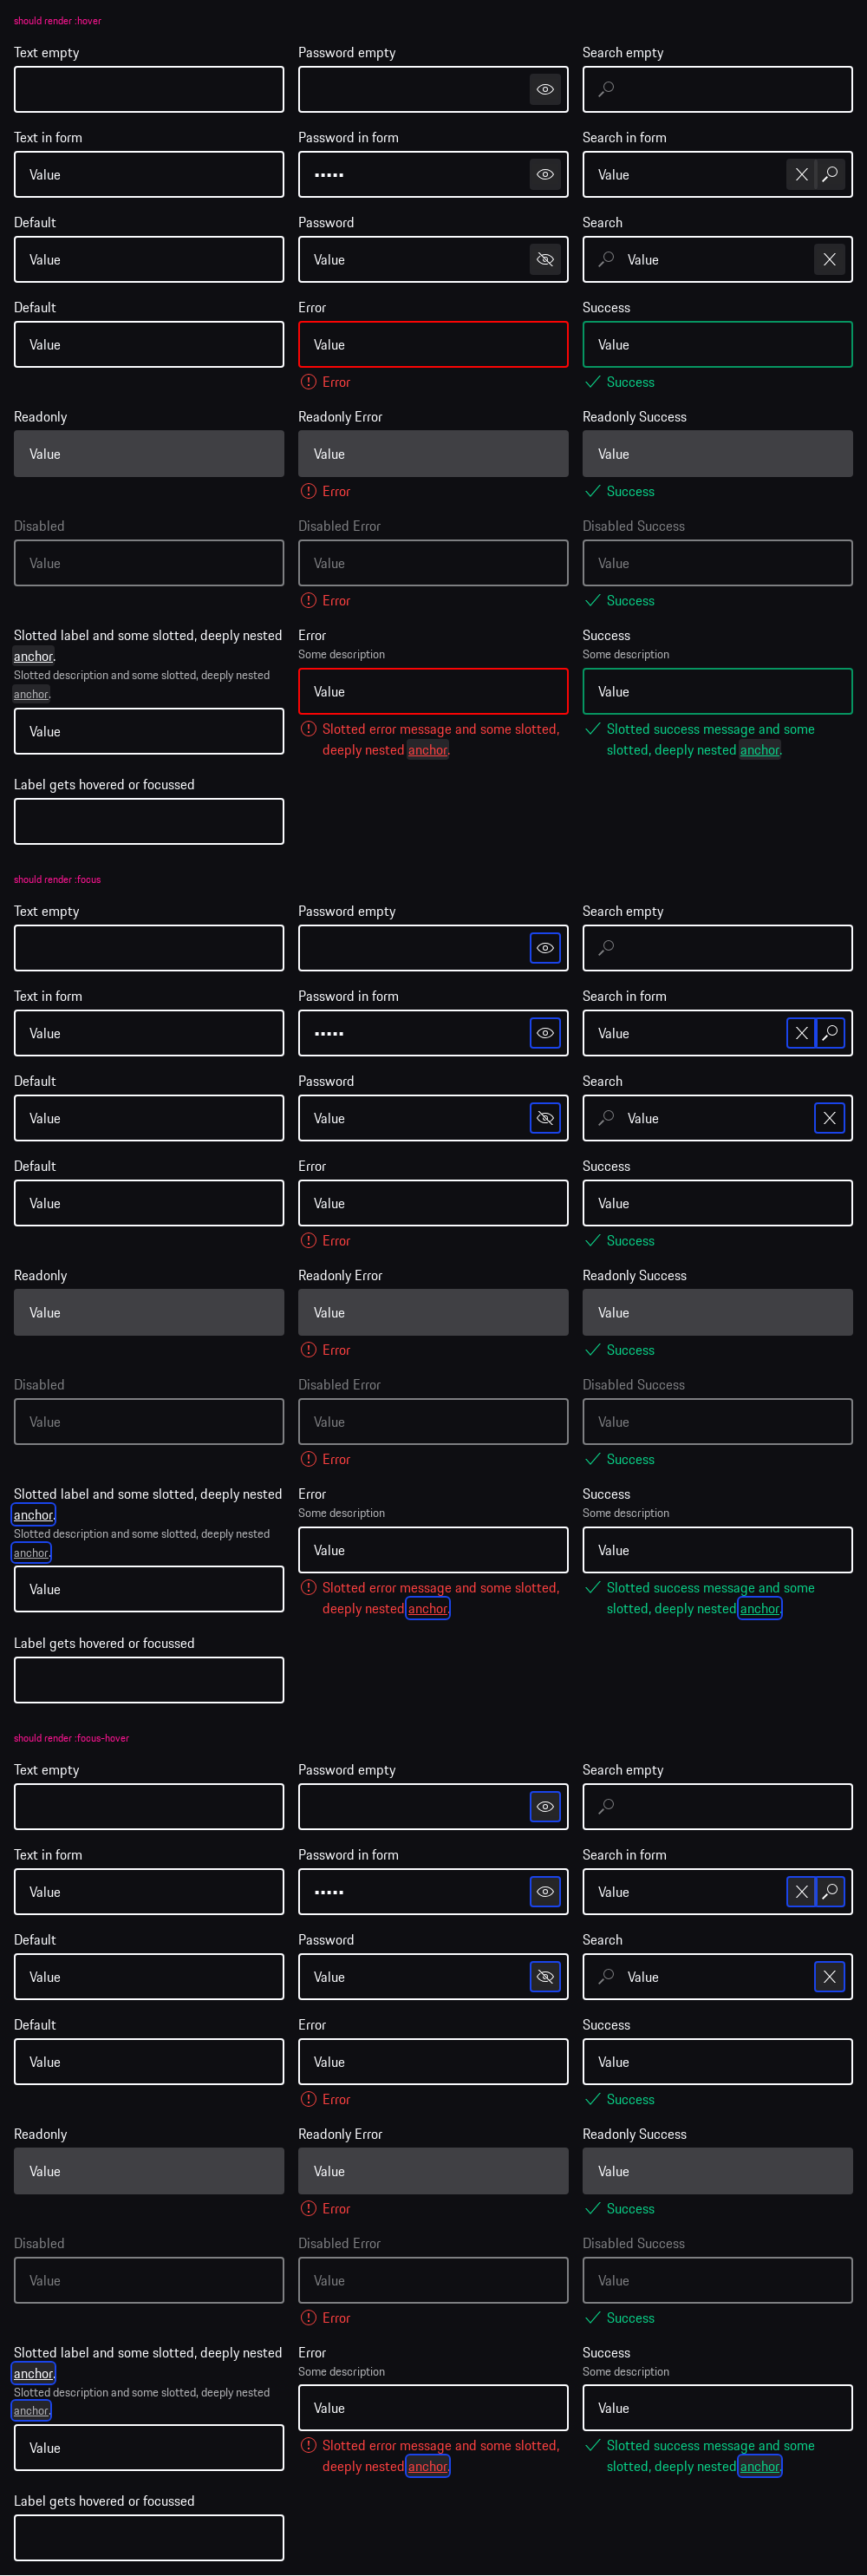 should render :hover
Text empty
Password empty
Search empty
Text in form
Password in form
Search in form
Value
•••••
Value
Default
Password
Search
Value
Value
Value
Default
Error
Success
Value
Value
Value
Error
Success
Readonly
Readonly Error
Readonly Success
Value
Value
Value
Error
Success
Disabled
Disabled Error
Disabled Success
Value
Value
Value
Error
Success
Slotted label and some slotted, deeply nested
anchor.
Slotted description and some slotted, deeply nested
anchor.
Value
Error
Some description
Value
Slotted error message and some slotted,
deeply nested anchor.
Success
Some description
Value
Slotted success message and some
slotted, deeply nested anchor.
Label gets hovered or focussed
should render :focus
Text empty
Password empty
Search empty
Text in form
Password in form
Search in form
Value
•••••
Value
Default
Password
Search
Value
Value
Value
Default
Error
Success
Value
Value
Value
Error
Success
Readonly
Readonly Error
Readonly Success
Value
Value
Value
Error
Success
Disabled
Disabled Error
Disabled Success
Value
Value
Value
Error
Success
Slotted label and some slotted, deeply nested
anchor.
Slotted description and some slotted, deeply nested
anchor.
Value
Error
Some description
Value
Slotted error message and some slotted,
deeply nested anchor.
Success
Some description
Value
Slotted success message and some
slotted, deeply nested anchor.
Label gets hovered or focussed
should render :focus-hover
Text empty
Password empty
Search empty
Text in form
Password in form
Search in form
Value
•••••
Value
Default
Password
Search
Value
Value
Value
Default
Error
Success
Value
Value
Value
Error
Success
Readonly
Readonly Error
Readonly Success
Value
Value
Value
Error
Success
Disabled
Disabled Error
Disabled Success
Value
Value
Value
Error
Success
Slotted label and some slotted, deeply nested
anchor.
Slotted description and some slotted, deeply nested
anchor.
Value
Error
Some description
Value
Slotted error message and some slotted,
deeply nested anchor.
Success
Some description
Value
Slotted success message and some
slotted, deeply nested anchor.
Label gets hovered or focussed